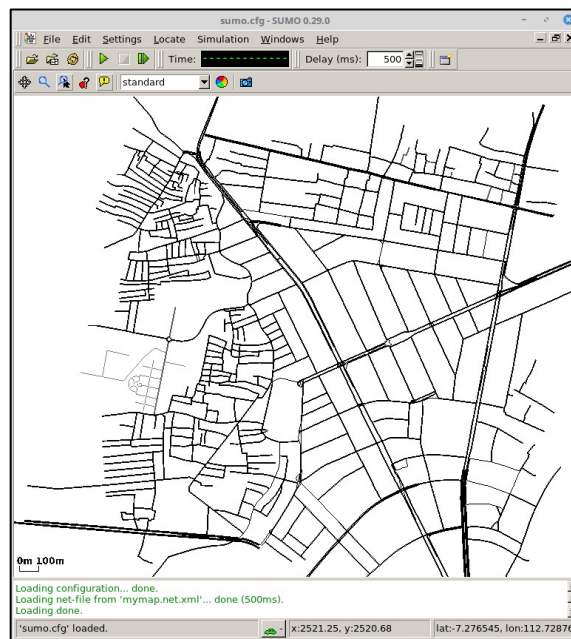 sumo.cfg - SUMO 0.29.0
File Edit Settings Locate Simulation Windows Help
Time: Delay (ms): 500
standard
0m 100m
Loading configuration... done.
Loading net-file from 'mymap.net.xml'... done (500ms).
Loading done.
'sumo.cfg' loaded. x:2521.25, y:2520.68 lat:-7.276545, lon:112.72876